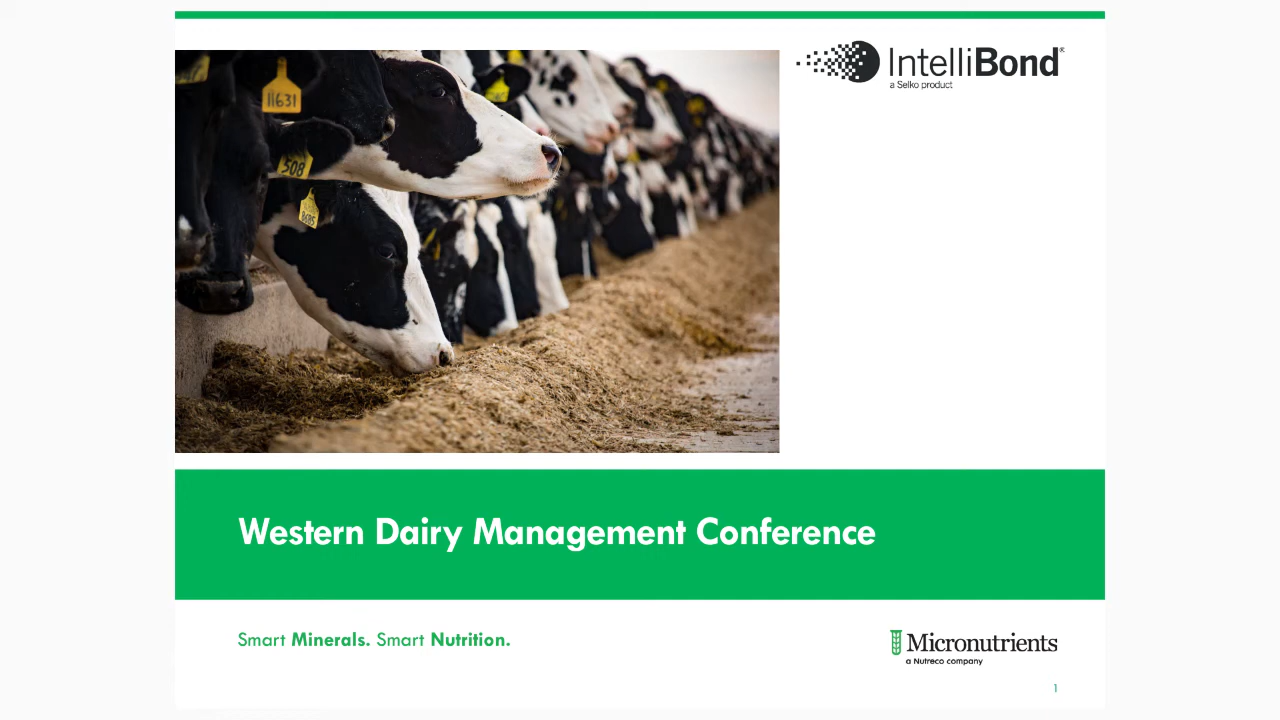 IntelliBond®
a Selko product
11631
508
Western Dairy Management Conference
Smart Minerals. Smart Nutrition.
Micronutrients
a Nutreco company
1